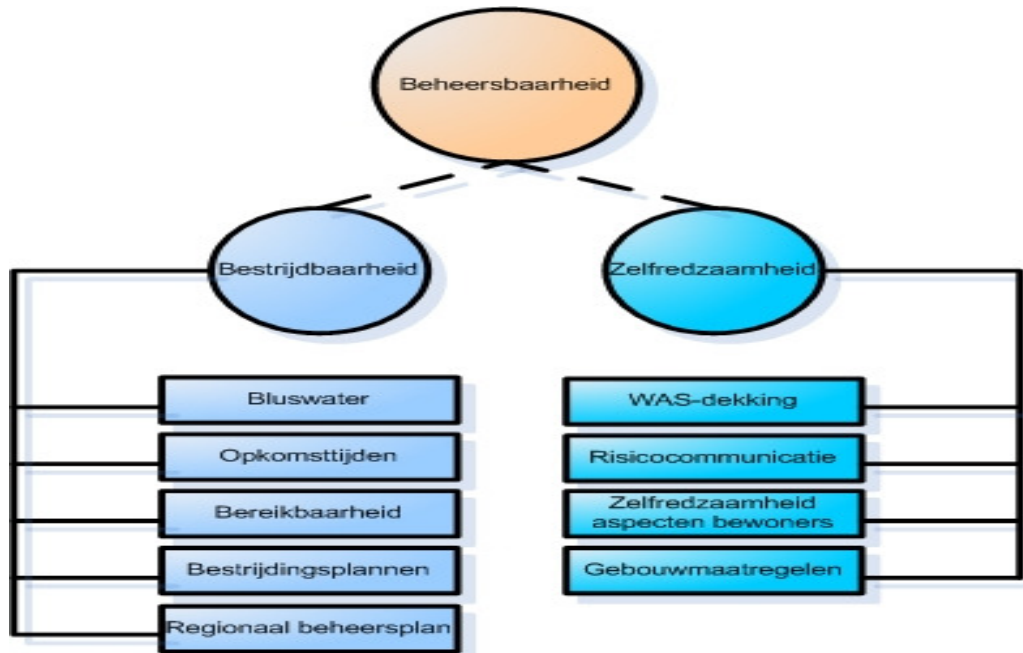 Beheersbaarheid
Bestrijdbaarheid
Zelfredzaamheid
Bluswater
Opkomsttijden
Bereikbaarheid
Bestrijdingsplannen
Regionaal beheersplan
WAS-dekking
Risicocommunicatie
Zelfredzaamheid
aspecten bewoners
Gebouwmaatregelen